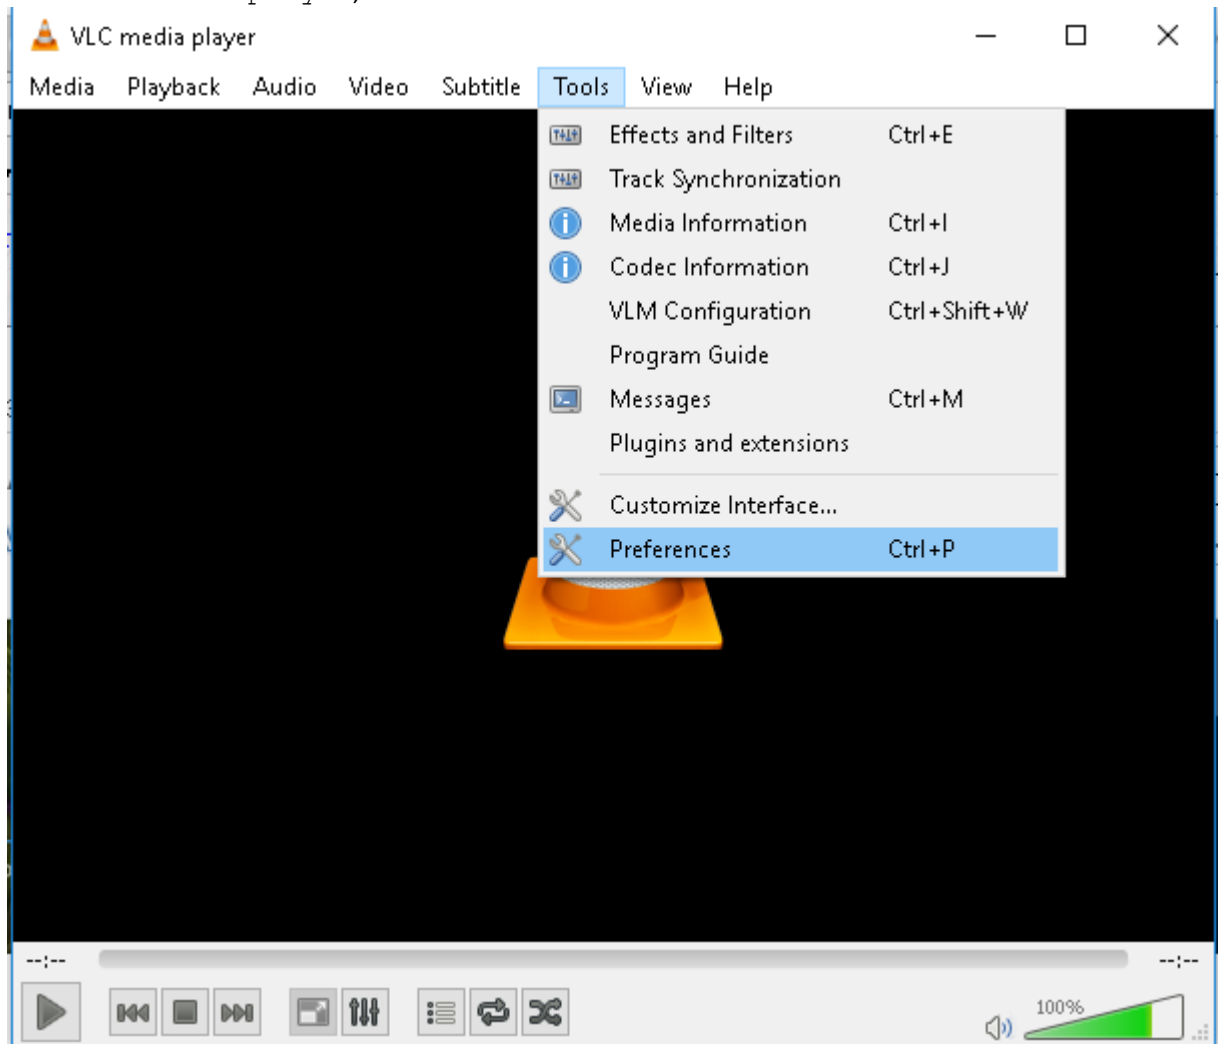 VLC media player
Media Playback Audio Video Subtitle Tools View Help
Effects and Filters Ctrl+E
Track Synchronization
Media Information Ctrl+I
Codec Information Ctrl+J
VLM Configuration Ctrl+Shift+W
Program Guide
Messages Ctrl+M
Plugins and extensions
Customize Interface...
Preferences Ctrl+P
--:-- --:--
100%